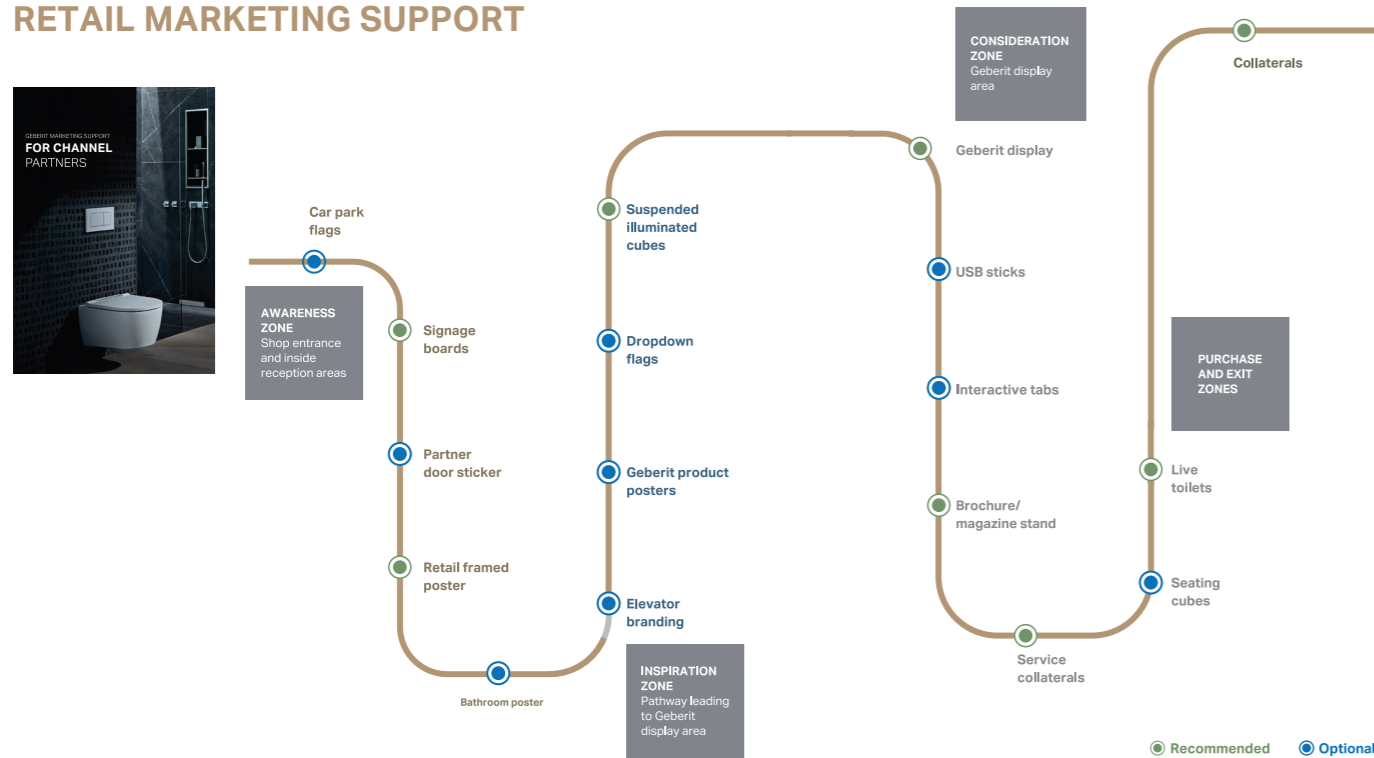 RETAIL MARKETING SUPPORT
GEBERIT MARKETING SUPPORT
FOR CHANNEL
PARTNERS
Car park
flags
AWARENESS
ZONE
Shop entrance
and inside
reception areas
Signage
boards
Partner
door sticker
Retail framed
poster
Bathroom poster
INSPIRATION
ZONE
Pathway leading
to Geberit
display area
Elevator
branding
Geberit product
posters
Dropdown
flags
Suspended
illuminated
cubes
CONSIDERATION
ZONE
Geberit display
area
Geberit display
USB sticks
Interactive tabs
Brochure/
magazine stand
Service
collaterals
Seating
cubes
Live
toilets
PURCHASE
AND EXIT
ZONES
Collaterals
Recommended
Optional